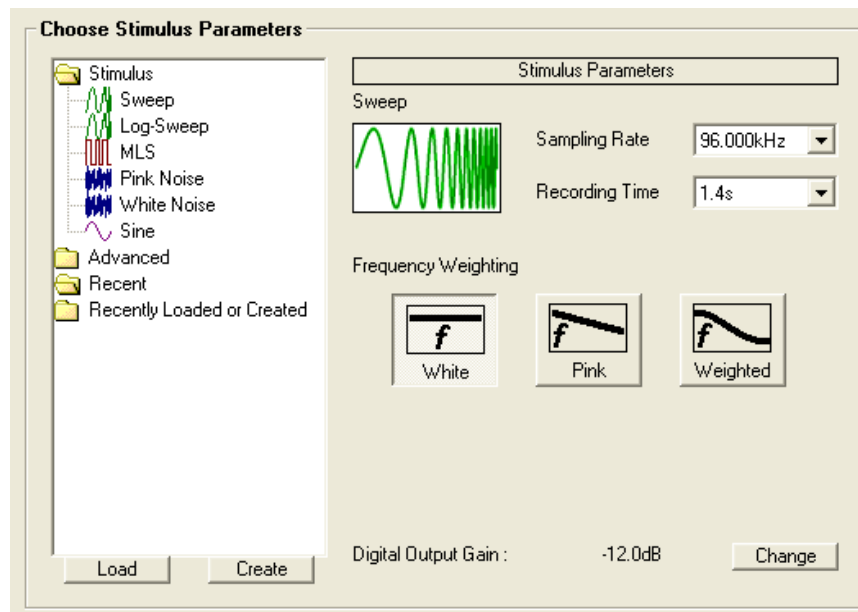 Choose Stimulus Parameters
Stimulus
Sweep
Log-Sweep
MLS
Pink Noise
White Noise
Sine
Advanced
Recent
Recently Loaded or Created
Load
Create
Stimulus Parameters
Sweep
Sampling Rate
96.000kHz
Recording Time
1.4s
Frequency Weighting
f
White
f
Pink
f
Weighted
Digital Output Gain :
-12.0dB
Change